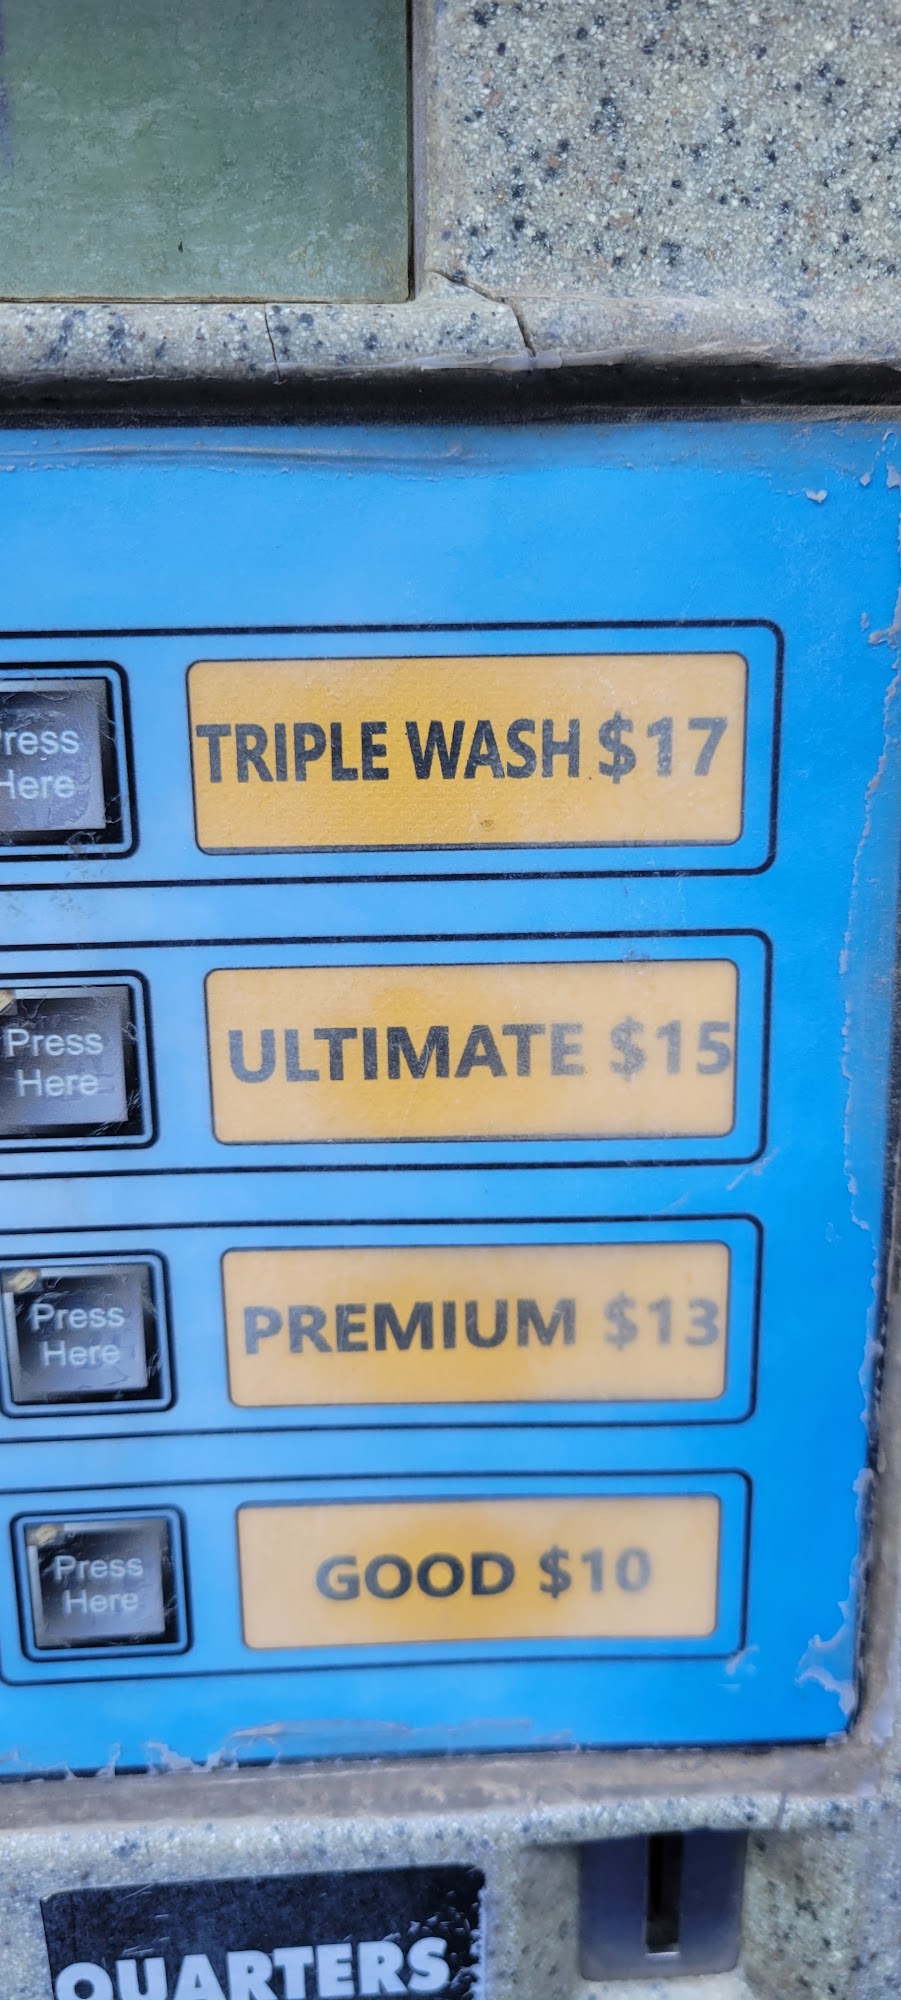 Press
Here
TRIPLE WASH $17
Press
Here
ULTIMATE $15
Press
Here
PREMIUM $13
Press
Here
GOOD $10
QUARTERS